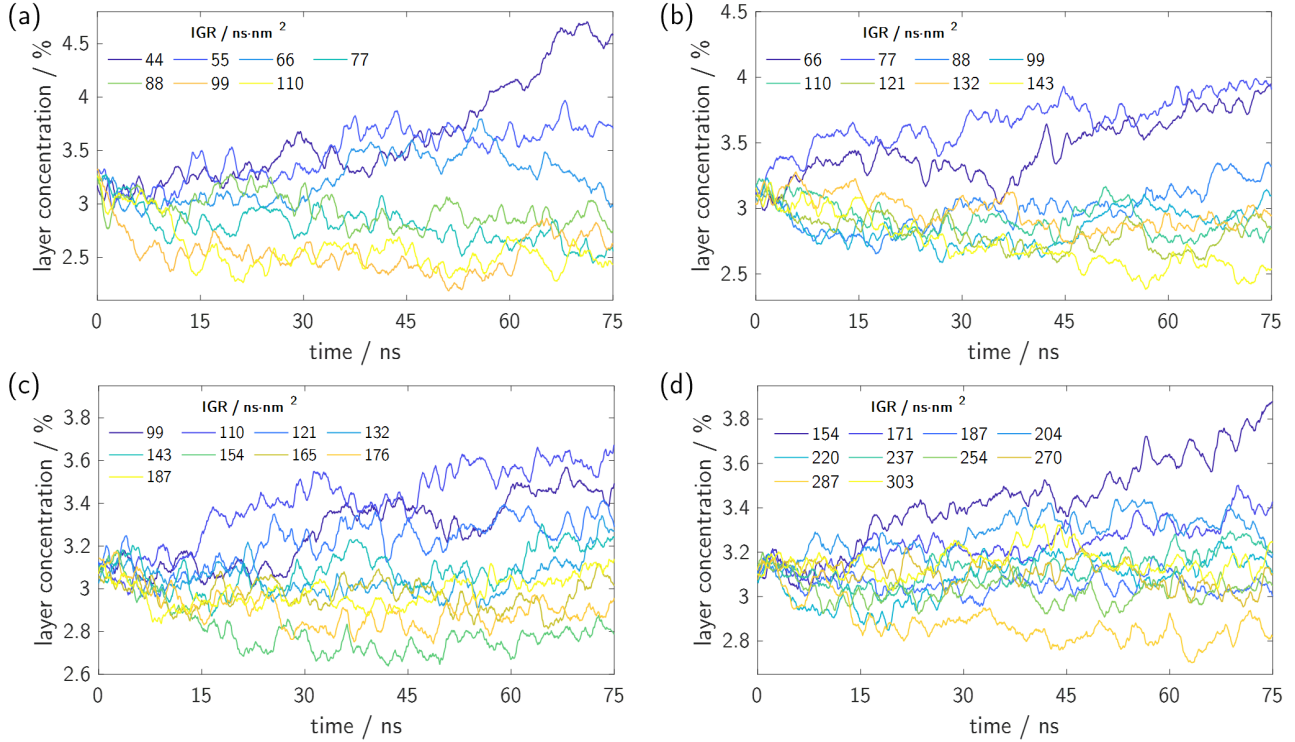 (a)
IGR / ns·nm 2
44 55 66 77
88 99 110
layer concentration / %
4.5
4
3.5
3
2.5
0 15 30 45 60 75
time / ns
(b)
IGR / ns·nm 2
66 77 88 99
110 121 132 143
layer concentration / %
4.5
4
3.5
3
2.5
0 15 30 45 60 75
time / ns
(c)
IGR / ns·nm 2
99 110 121 132
143 154 165 176
187
layer concentration / %
3.8
3.6
3.4
3.2
3.0
2.8
2.6
0 15 30 45 60 75
time / ns
(d)
IGR / ns·nm 2
154 171 187 204
220 237 254 270
287 303
layer concentration / %
3.8
3.6
3.4
3.2
3
2.8
0 15 30 45 60 75
time / ns